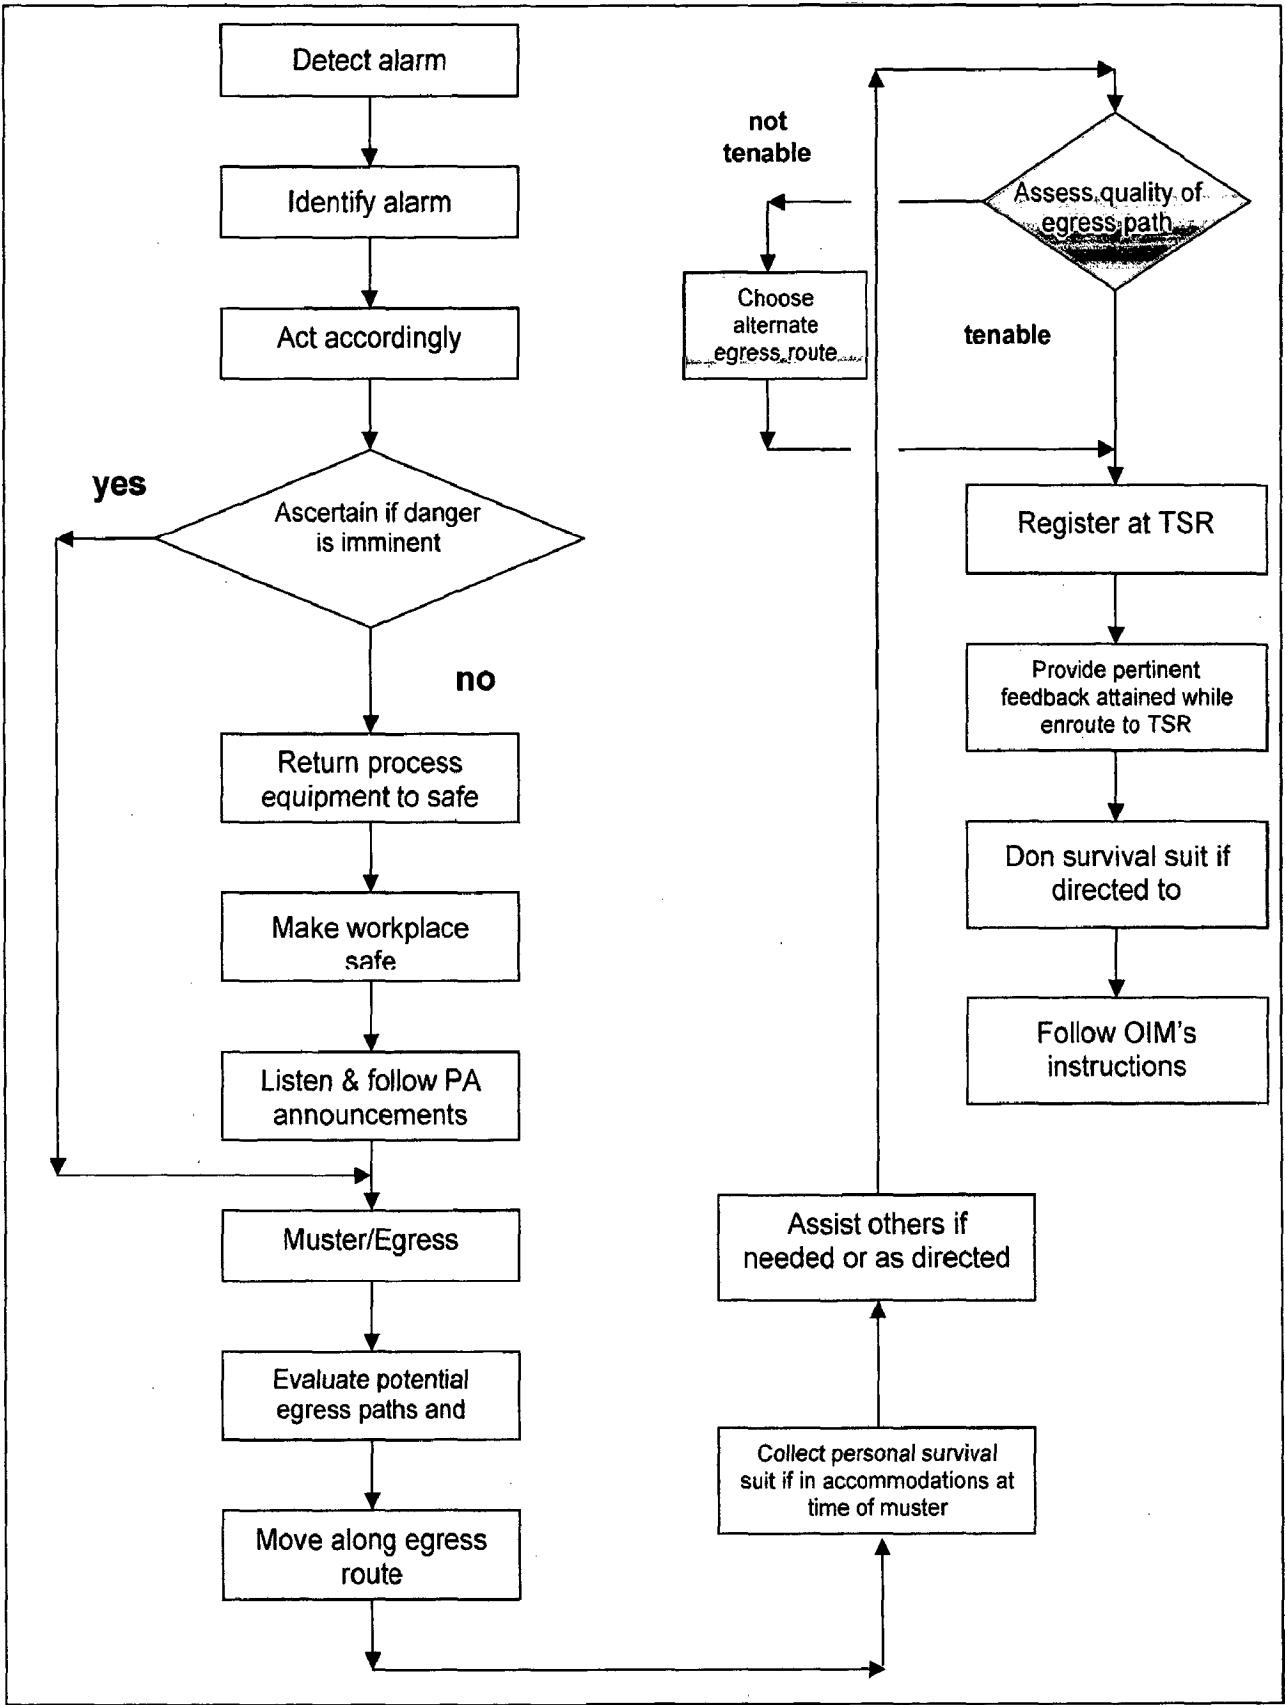 Detect alarm
Identify alarm
Act accordingly
yes
Ascertain if danger
is imminent
no
Return process
equipment to safe
Make workplace
safe
Listen & follow PA
announcements
Muster/Egress
Evaluate potential
egress paths and
Move along egress
route
Collect personal survival
suit if in accommodations at
time of muster
Assist others if
needed or as directed
Assess quality of
egress path
not
tenable
Choose
alternate
egress route
tenable
Register at TSR
Provide pertinent
feedback attained while
enroute to TSR
Don survival suit if
directed to
Follow OIM's
instructions